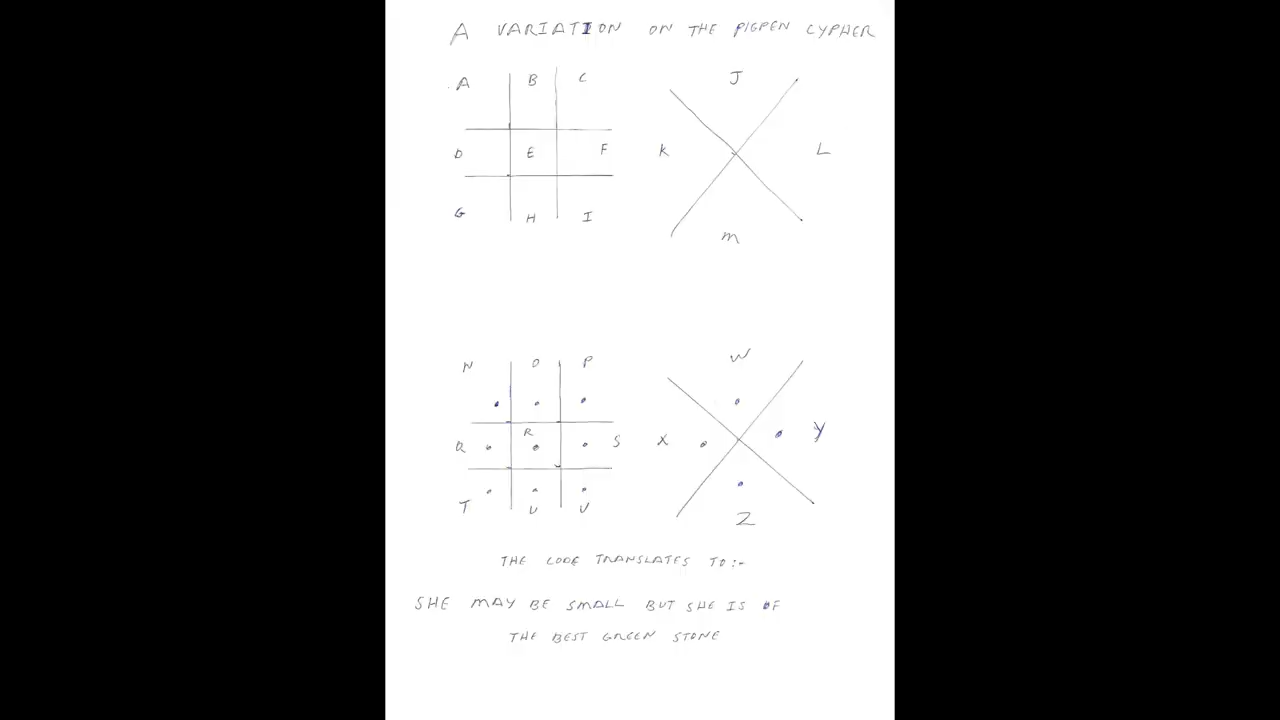 A VARIATION ON THE PIGPEN CYPHER
A B C
D E F
G H I
J
K L
M
N O P
Q R S
T U V
W
X Y
Z
THE CODE TRANSLATES TO:-
SHE MAY BE SMALL BUT SHE IS OF
THE BEST GREEN STONE